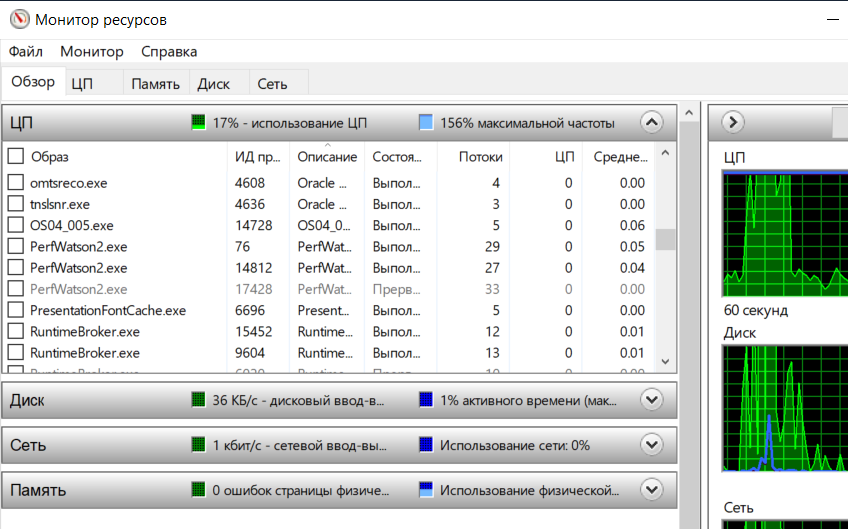 Монитор ресурсов
Файл Монитор Справка
Обзор ЦП Память Диск Сеть
ЦП 17% - использование ЦП 156% максимальной частоты
Образ ИД пр... Описание Состоя... Потоки ЦП Средне...
omtsreco.exe 4608 Oracle ... Выпол... 4 0 0.00
tnslsnr.exe 4636 Oracle ... Выпол... 3 0 0.00
OS04_005.exe 14728 OS04_0... Выпол... 5 0 0.06
PerfWatson2.exe 76 PerfWat... Выпол... 29 0 0.05
PerfWatson2.exe 14812 PerfWat... Выпол... 27 0 0.04
PerfWatson2.exe 17428 PerfWat... Прерв... 33 0 0.00
PresentationFontCache.exe 6696 Present... Выпол... 5 0 0.00
RuntimeBroker.exe 15452 Runtime... Выпол... 12 0 0.01
RuntimeBroker.exe 9604 Runtime... Выпол... 13 0 0.01
Диск 36 КБ/с - дисковый ввод-в... 1% активного времени (мак...
Сеть 1 кбит/с - сетевой ввод-вы... Использование сети: 0%
Память 0 ошибок страницы физиче... Использование физической...
ЦП
60 секунд
Диск
Сеть